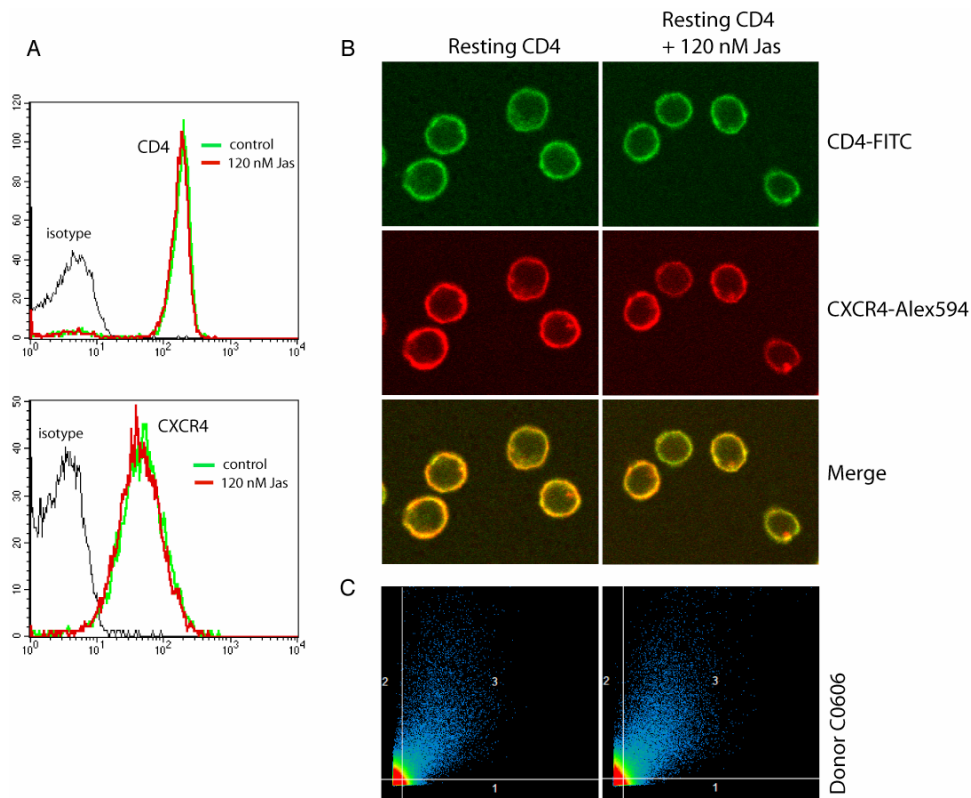 A
120
100
80
60
40
20
0
CD4
control
120 nM Jas
isotype
10^0 10^1 10^2 10^3 10^4
50
40
30
20
10
0
isotype
CXCR4
control
120 nM Jas
10^0 10^1 10^2 10^3 10^4
B
Resting CD4
Resting CD4
+ 120 nM Jas
CD4-FITC
CXCR4-Alex594
Merge
C
2
3
1
2
3
1
Donor C0606